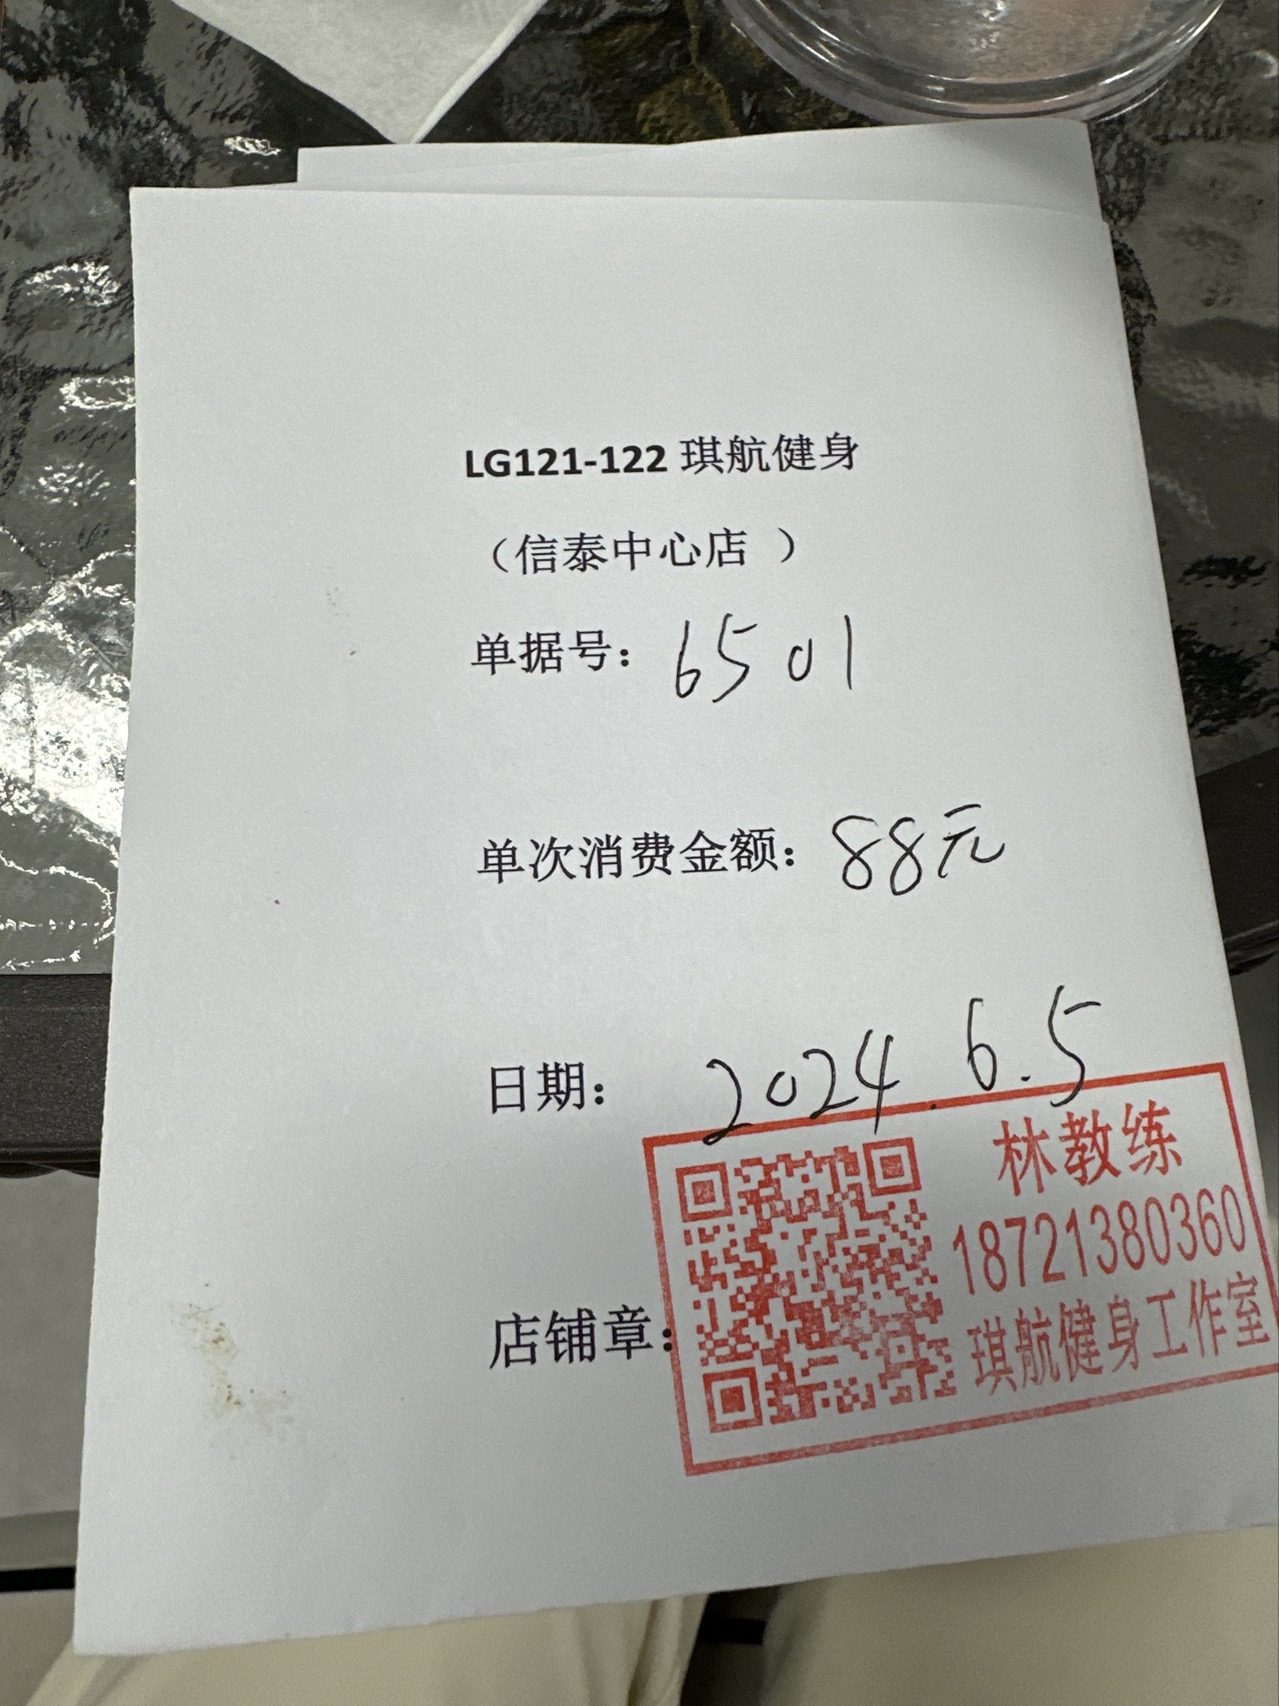 LG121-122 琪航健身
（信泰中心店 ）
单据号：6501
单次消费金额：88元
日期：2024.6.5
店铺章：
林教练
18721380360
琪航健身工作室